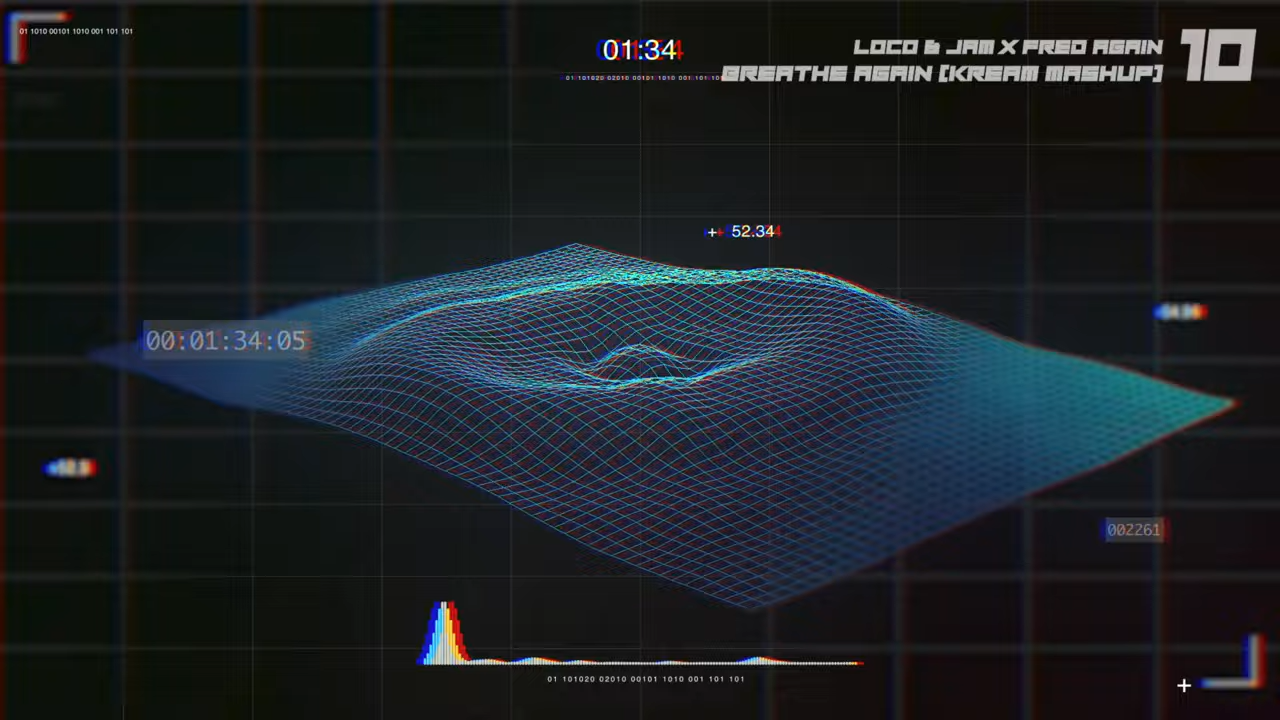 01 1010 00101 1010 001 101 101
01:34
01 101020 02010 00101 1010 001 101 101
LOCO & JAM X FRED AGAIN
BREATHE AGAIN [KREAM MASHUP]
10
+ 52.34
00:01:34:05
002261
01 101020 02010 00101 1010 001 101 101
+